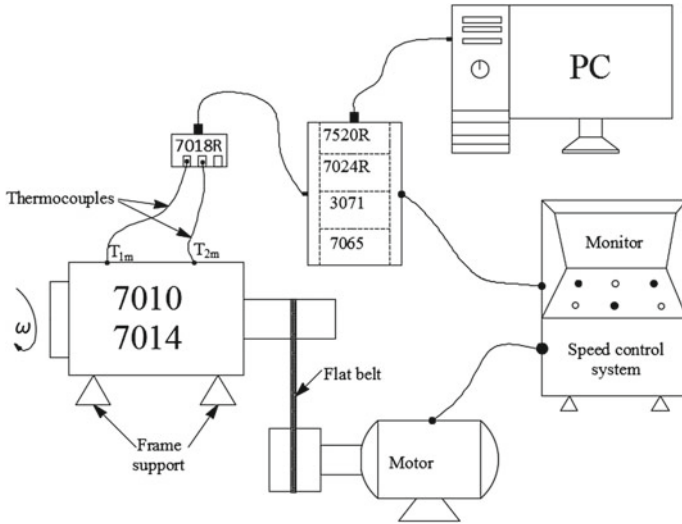 PC
7018R
7520R
7024R
3071
7065
Thermocouples
T1m
T2m
Monitor
7010
7014
ω
Speed control
system
Flat belt
Frame
support
Motor